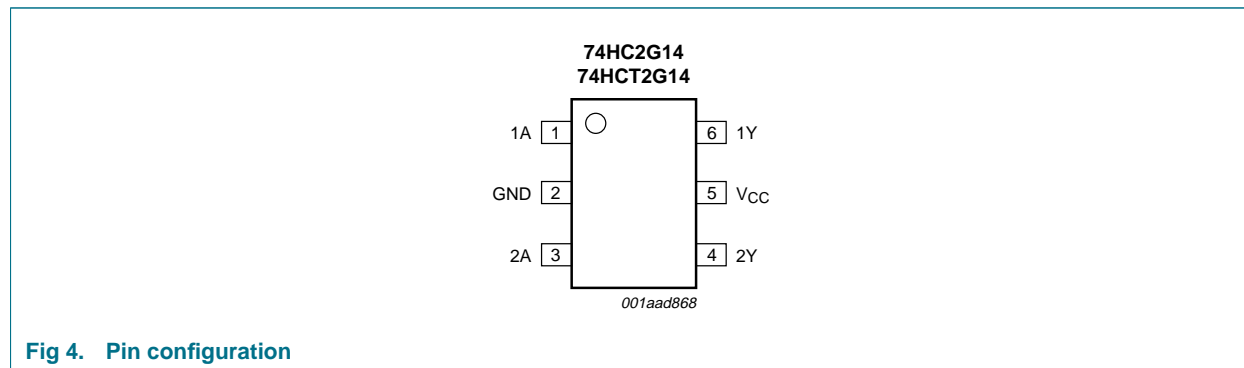 74HC2G14
74HCT2G14
1A 1 6 1Y
GND 2 5 VCC
2A 3 4 2Y
001aad868
Fig 4. Pin configuration